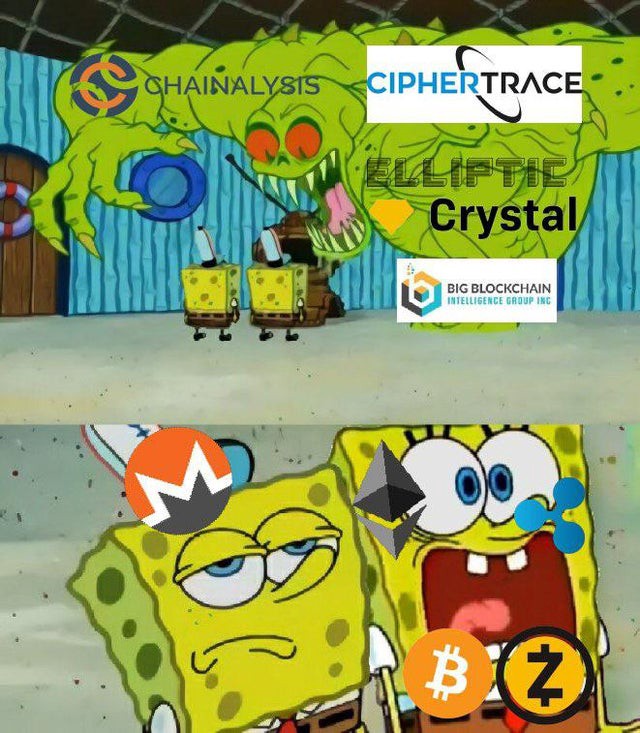 CHAINALYSIS
CIPHERTRACE
ELLIPTIC
Crystal
BIG BLOCKCHAIN
INTELLIGENCE GROUP INC